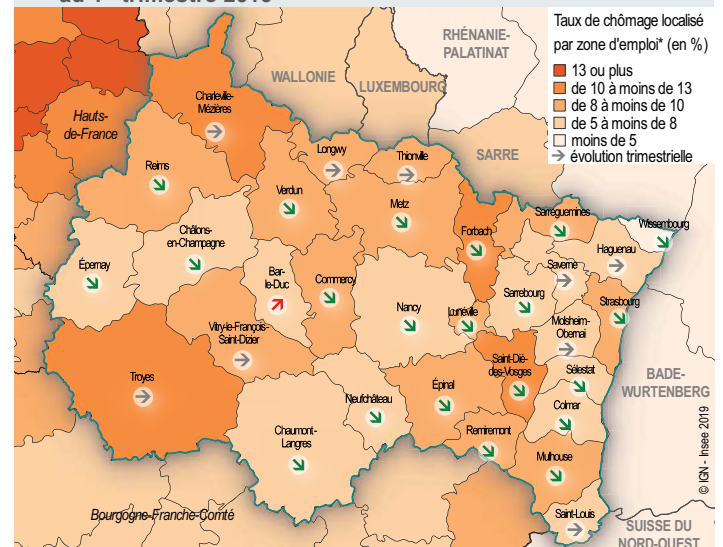 au 1er trimestre 2019
Taux de chômage localisé
par zone d'emploi* (en %)
13 ou plus
de 10 à moins de 13
de 8 à moins de 10
de 5 à moins de 8
moins de 5
évolution trimestrielle
RHÉNANIE-
PALATINAT
WALLONIE
LUXEMBOURG
SARRE
Hauts-
de-France
Charleville-
Mézières
Longwy
Thionville
Reims
Verdun
Metz
Forbach
Sarreguemines
Wissembourg
Haguenau
Châlons-
en-Champagne
Épernay
Bar-
le-Duc
Commercy
Nancy
Lunéville
Sarrebourg
Saverne
Strasbourg
Molsheim-
Obernai
Vitry-le-François-
Saint-Dizier
Troyes
Saint-Dié-
des-Vosges
Sélestat
BADE-
WURTENBERG
Neufchâteau
Épinal
Colmar
Chaumont-
Langres
Remiremont
Mulhouse
Saint-Louis
Bourgogne-Franche-Comté
SUISSE DU
NORD-OUEST
© IGN - Insee 2019